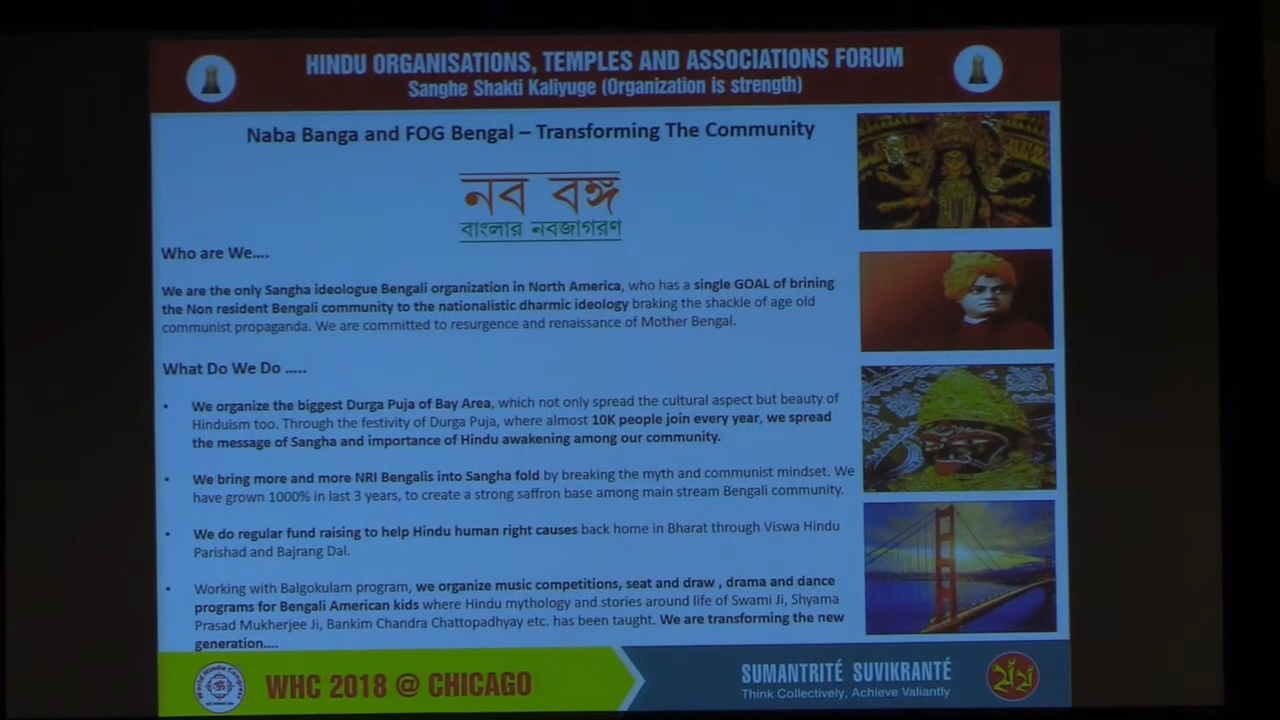 HINDU ORGANISATIONS, TEMPLES AND ASSOCIATIONS FORUM
Sanghe Shakti Kaliyuge (Organization is strength)
Naba Banga and FOG Bengal – Transforming The Community
নব বঙ্গ
বাংলার নবজাগরণ
Who are We....
We are the only Sangha ideologue Bengali organization in North America, who has a single GOAL of brining
the Non resident Bengali community to the nationalistic dharmic ideology braking the shackle of age old
communist propaganda. We are committed to resurgence and renaissance of Mother Bengal.
What Do We Do .....
• We organize the biggest Durga Puja of Bay Area, which not only spread the cultural aspect but beauty of
Hinduism too. Through the festivity of Durga Puja, where almost 10K people join every year, we spread
the message of Sangha and importance of Hindu awakening among our community.
• We bring more and more NRI Bengalis into Sangha fold by breaking the myth and communist mindset. We
have grown 1000% in last 3 years, to create a strong saffron base among main stream Bengali community.
• We do regular fund raising to help Hindu human right causes back home in Bharat through Viswa Hindu
Parishad and Bajrang Dal.
• Working with Balgokulam program, we organize music competitions, seat and draw , drama and dance
programs for Bengali American kids where Hindu mythology and stories around life of Swami Ji, Shyama
Prasad Mukherjee Ji, Bankim Chandra Chattopadhyay etc. has been taught. We are transforming the new
generation....
World Hindu Congress
WHC 2018 @ CHICAGO
SUMANTRITÉ SUVIKRANTÉ
Think Collectively, Achieve Valiantly